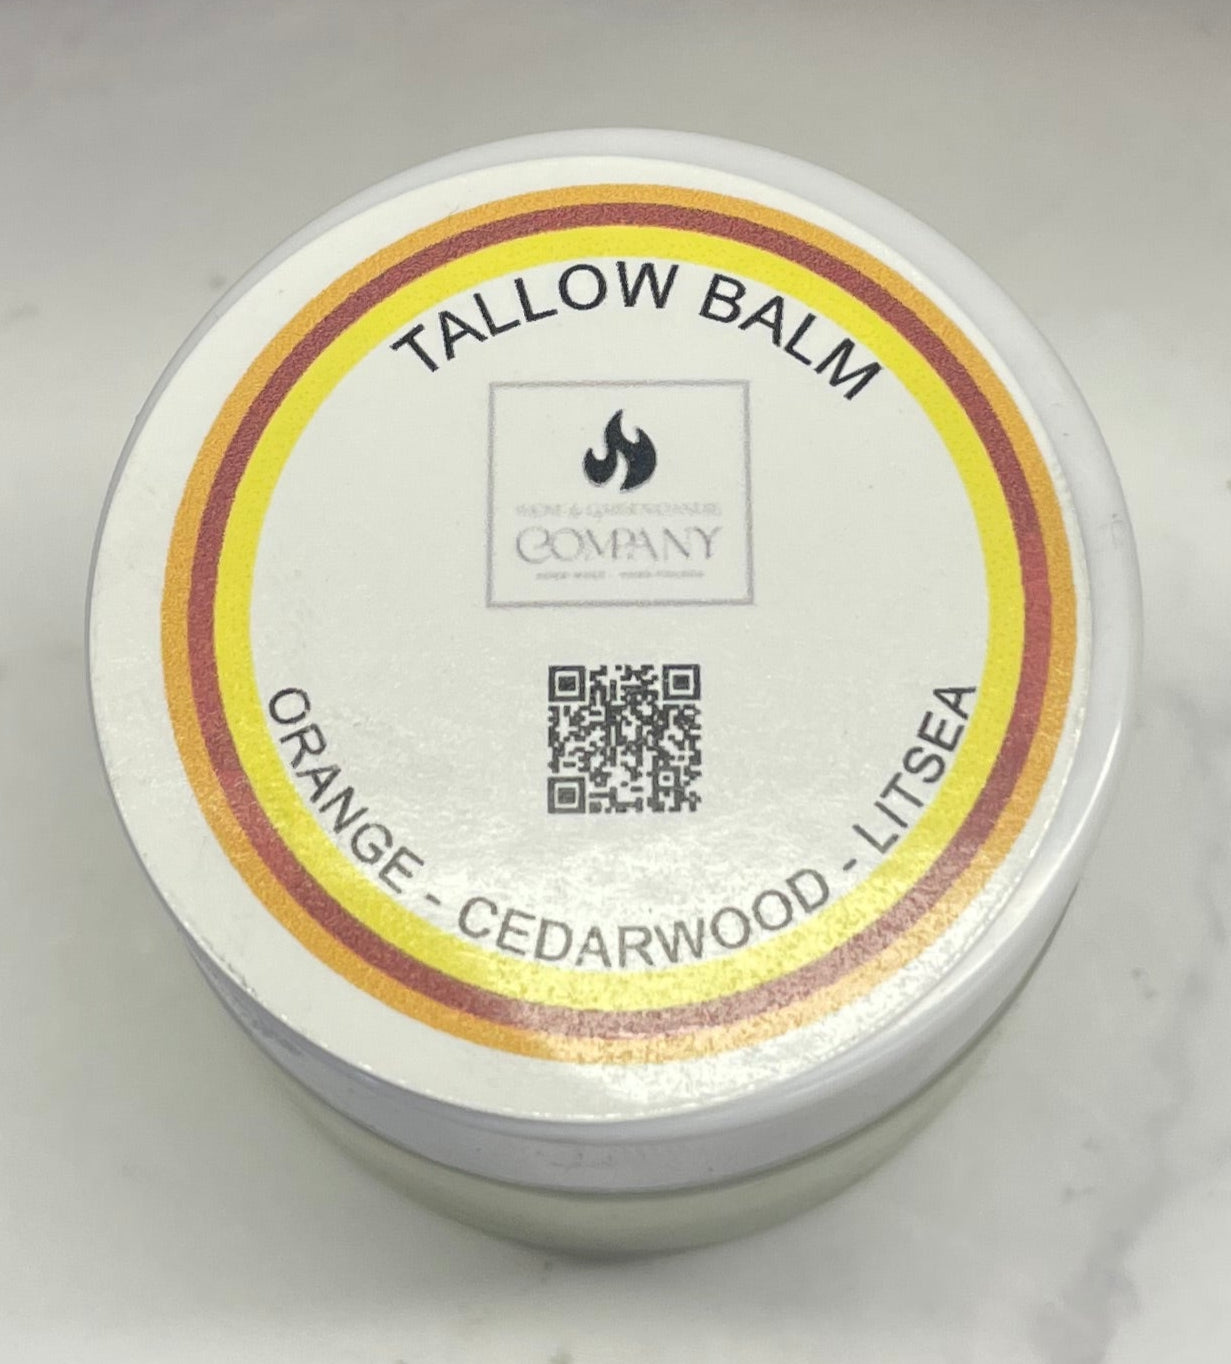 TALLOW BALM
COMPANY
ORANGE - CEDARWOOD - LITSEA